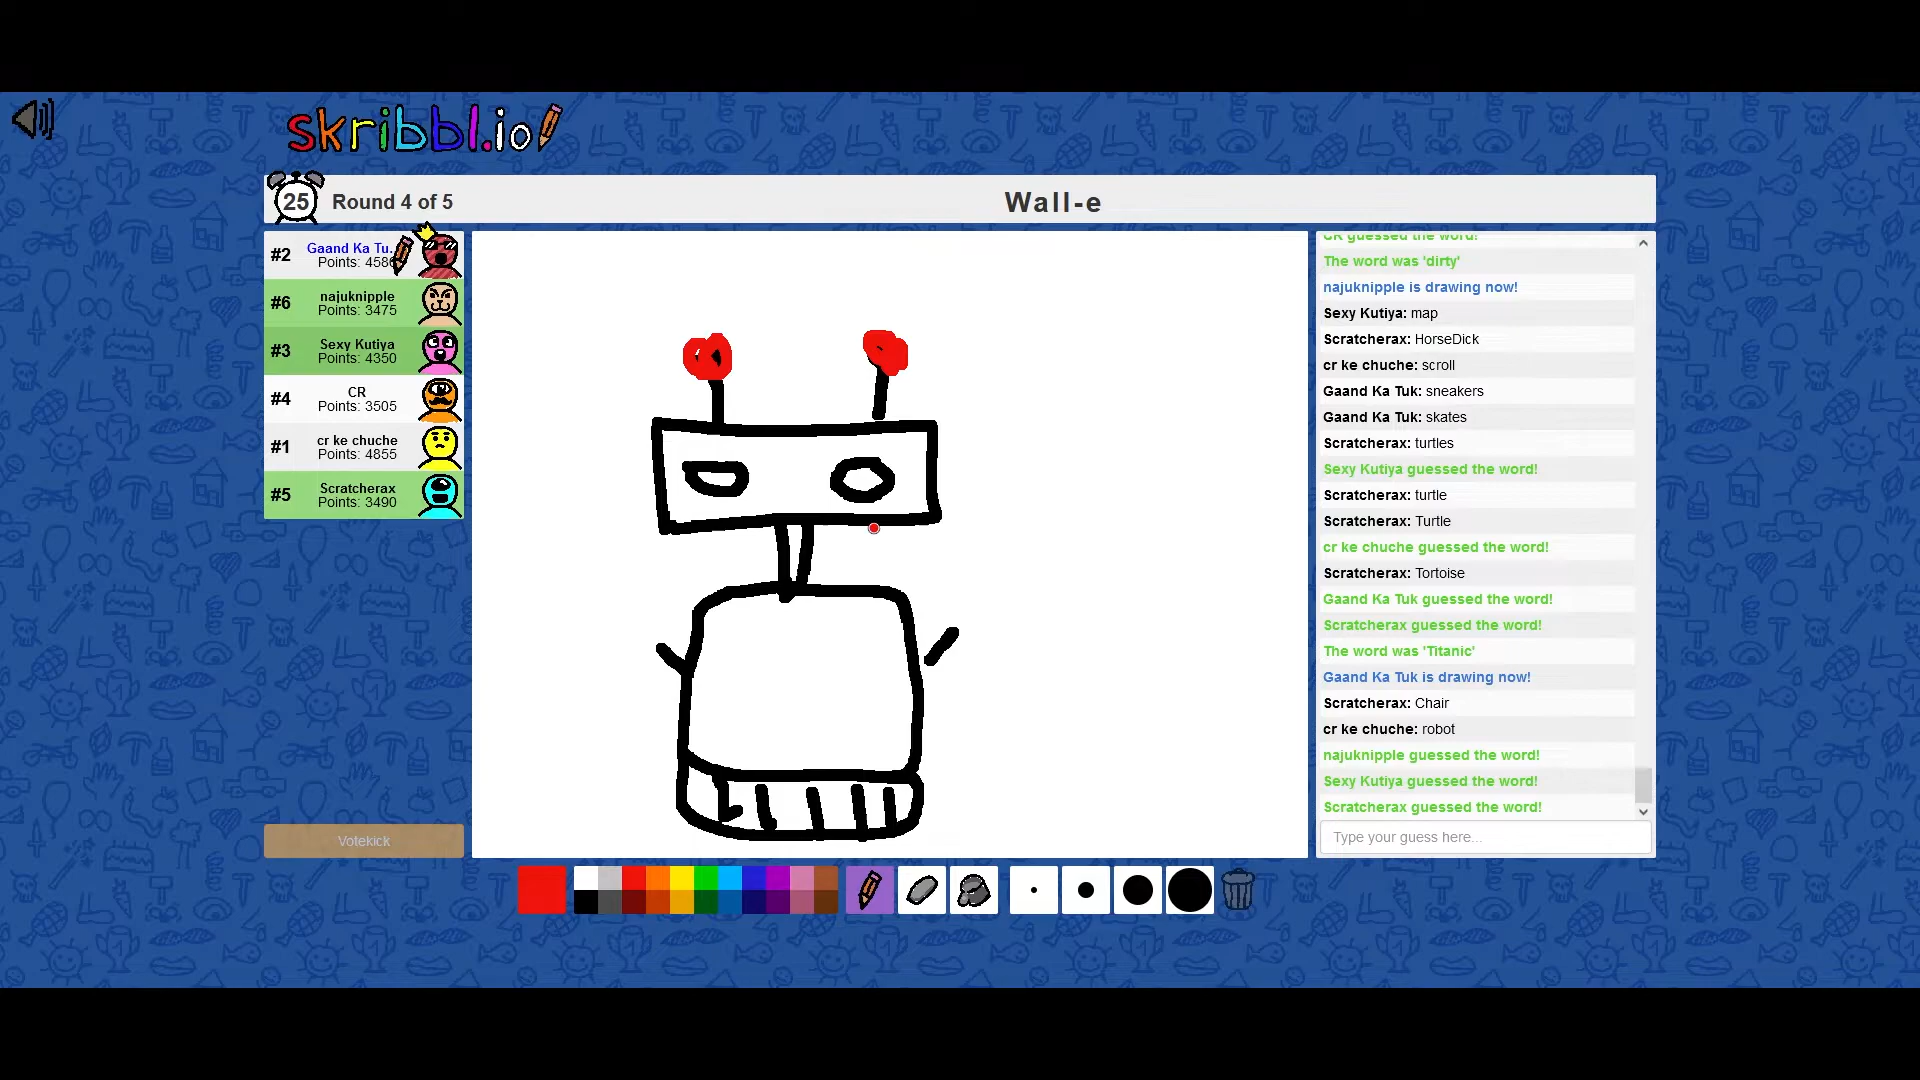 skribbl.io
25
Round 4 of 5
Wall-e
#2
Gaand Ka Tu...
Points: 4586
#6
najuknipple
Points: 3475
#3
Sexy Kutiya
Points: 4350
#4
CR
Points: 3505
#1
cr ke chuche
Points: 4855
#5
Scratcherax
Points: 3490
Votekick
CR guessed the word!
The word was 'dirty'
najuknipple is drawing now!
Sexy Kutiya: map
Scratcherax: HorseDick
cr ke chuche: scroll
Gaand Ka Tuk: sneakers
Gaand Ka Tuk: skates
Scratcherax: turtles
Sexy Kutiya guessed the word!
Scratcherax: turtle
Scratcherax: Turtle
cr ke chuche guessed the word!
Scratcherax: Tortoise
Gaand Ka Tuk guessed the word!
Scratcherax guessed the word!
The word was 'Titanic'
Gaand Ka Tuk is drawing now!
Scratcherax: Chair
cr ke chuche: robot
najuknipple guessed the word!
Sexy Kutiya guessed the word!
Scratcherax guessed the word!
Type your guess here...